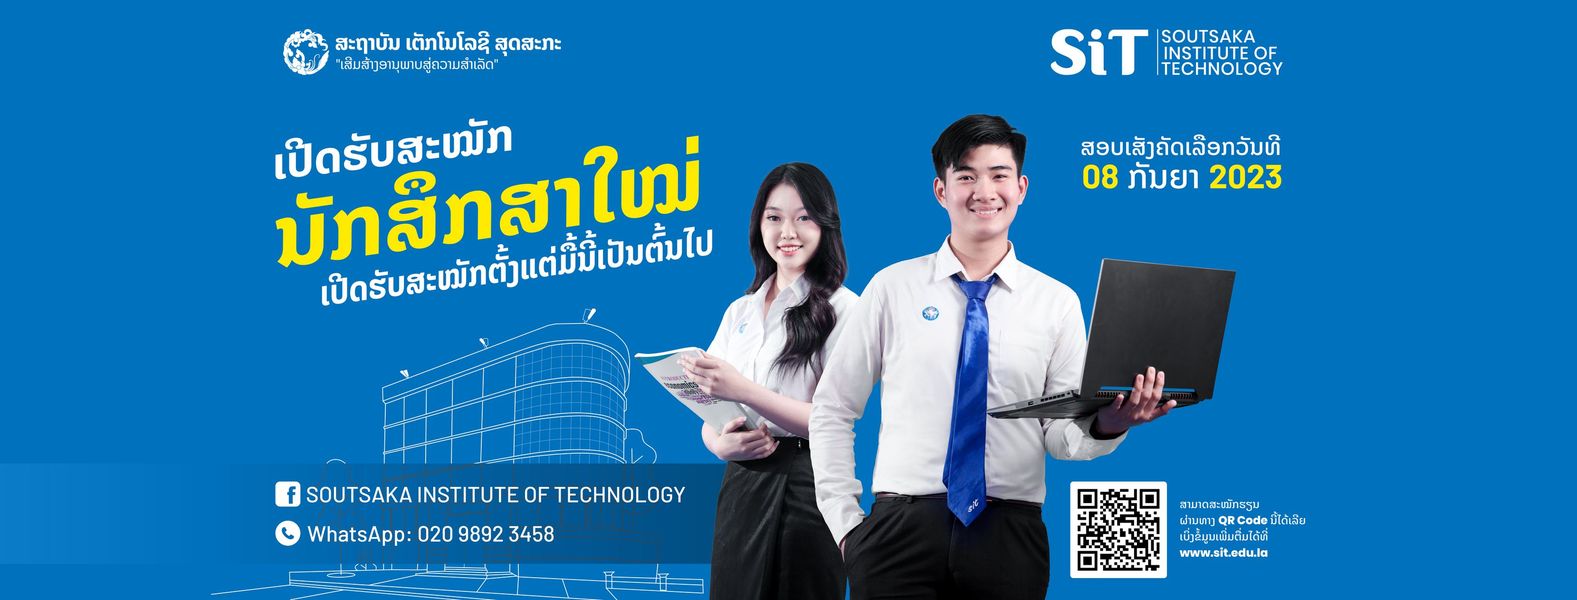 ສະຖາບັນ ເຕັກໂນໂລຊີ ສຸດສະກະ
"ເສີມສ້າງອານຸພາບສູ່ຄວາມສຳເລັດ"
SiT
SOUTSAKA
INSTITUTE OF
TECHNOLOGY
ເປີດຮັບສະໝັກ
ນັກສຶກສາໃໝ່
ເປີດຮັບສະໝັກຕັ້ງແຕ່ມື້ນີ້ເປັນຕົ້ນໄປ
ສອບເສັງຄັດເລືອກວັນທີ
08 ກັນຍາ 2023
economics
sit
SOUTSAKA INSTITUTE OF TECHNOLOGY
WhatsApp: 020 9892 3458
ສາມາດສະໝັກຮຽນ
ຜ່ານທາງ QR Code ນີ້ໄດ້ເລີຍ
ເບິ່ງຂໍ້ມູນເພີ່ມຕື່ມໄດ້ທີ່
www.sit.edu.la